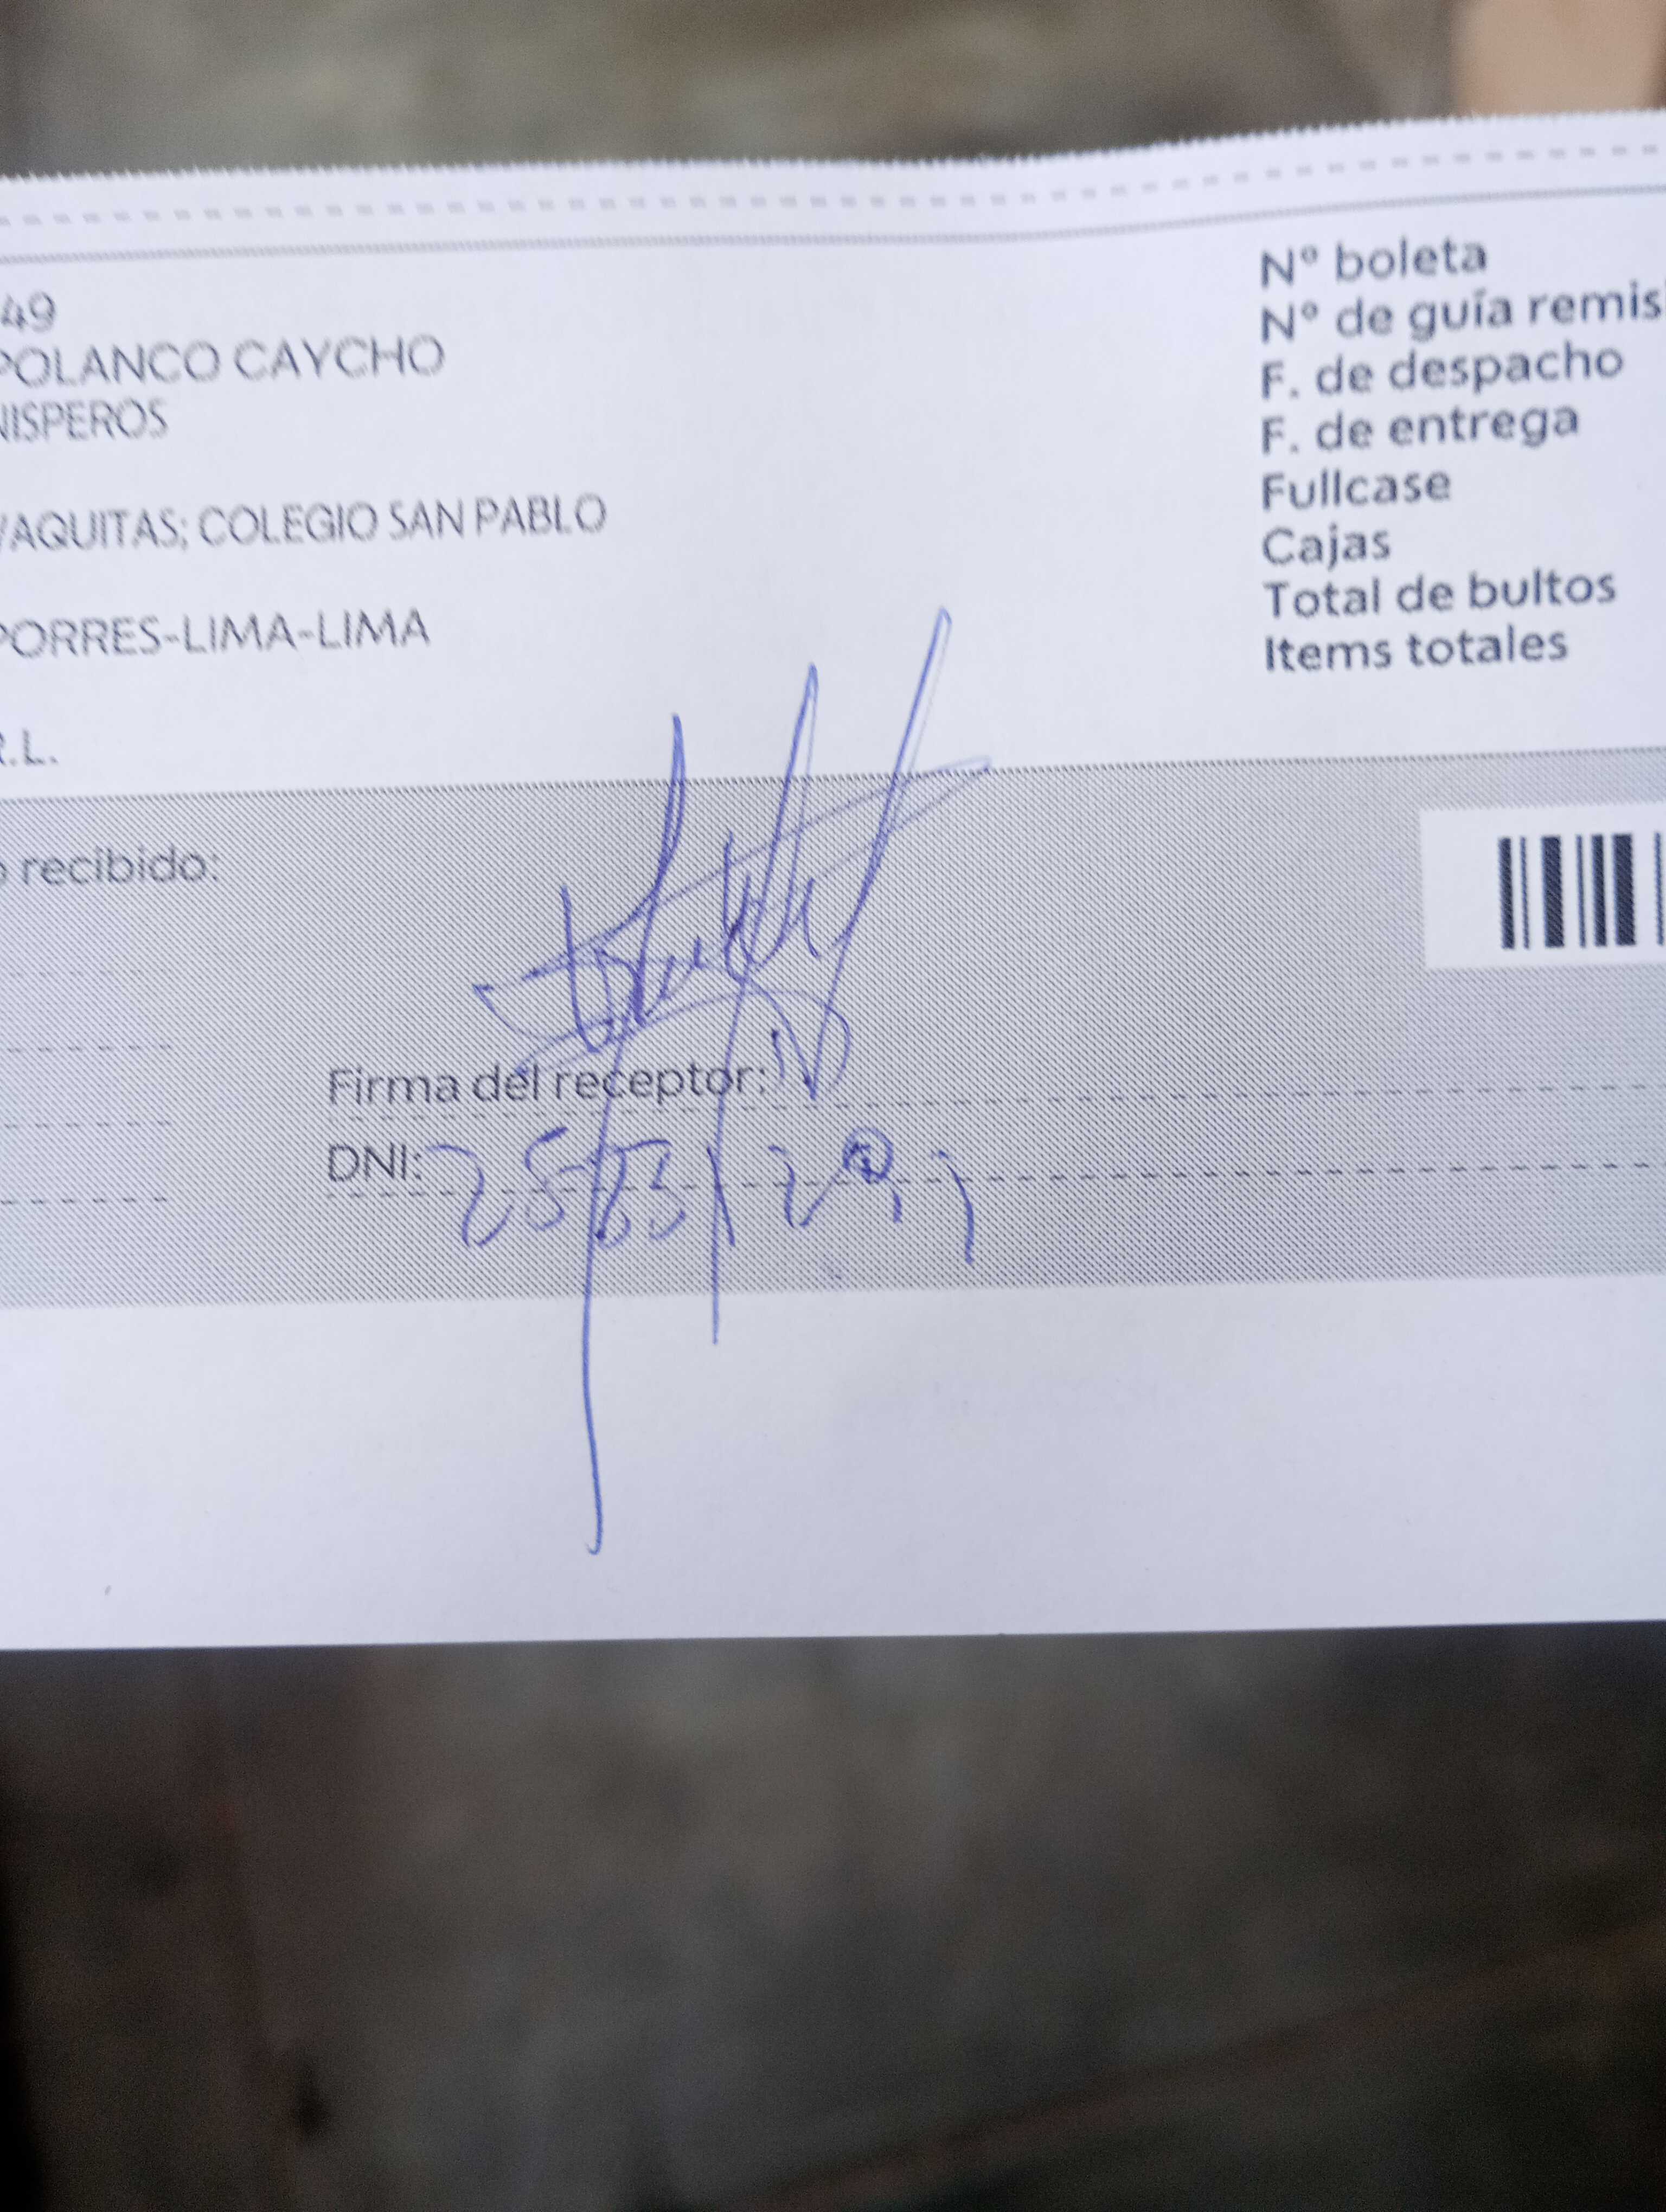 49
POLANCO CAYCHO
NISPEROS
VAQUITAS; COLEGIO SAN PABLO
PORRES-LIMA-LIMA
R.L.
Nº boleta
Nº de guía remis
F. de despacho
F. de entrega
Fullcase
Cajas
Total de bultos
Items totales
o recibido:
Firma del receptor:
DNI: